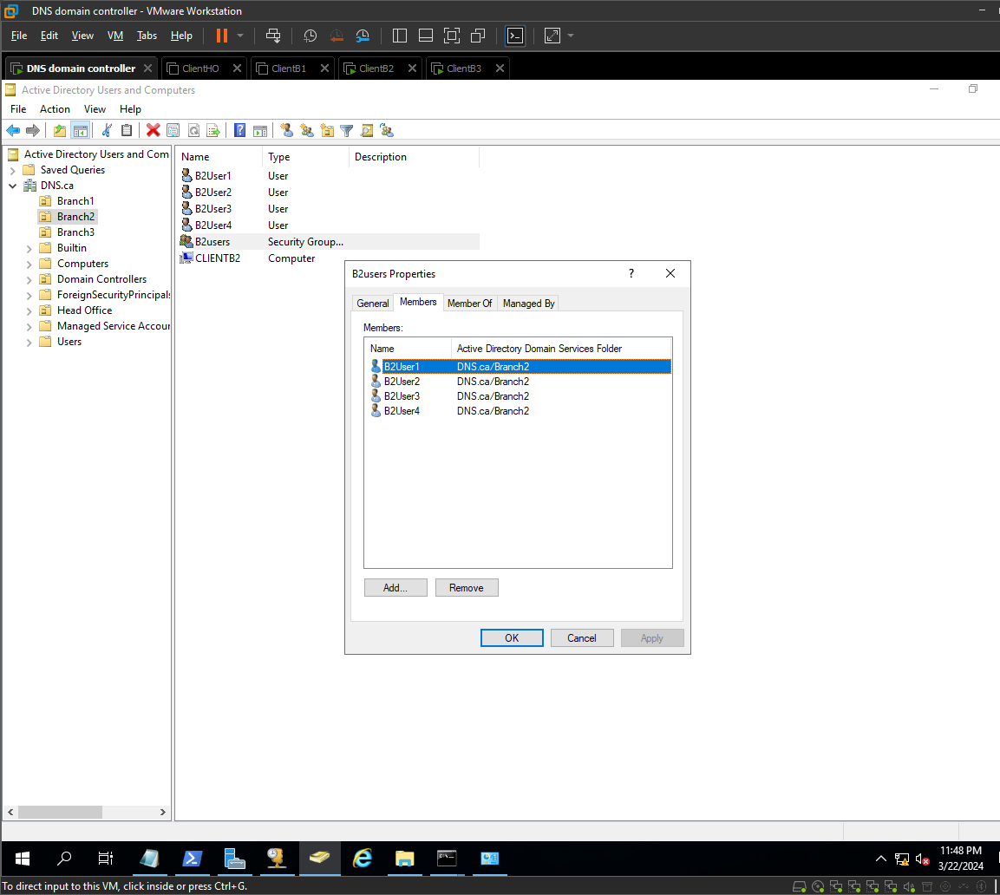 DNS domain controller - VMware Workstation
File Edit View VM Tabs Help
DNS domain controller ClientHO ClientB1 ClientB2 ClientB3
Active Directory Users and Computers
File Action View Help
Active Directory Users and Com
Saved Queries
DNS.ca
Branch1
Branch2
Branch3
Builtin
Computers
Domain Controllers
ForeignSecurityPrincipals
Head Office
Managed Service Accour
Users
Name Type Description
B2User1 User
B2User2 User
B2User3 User
B2User4 User
B2users Security Group...
CLIENTB2 Computer
B2users Properties ?
General Members Member Of Managed By
Members:
Name Active Directory Domain Services Folder
B2User1 DNS.ca/Branch2
B2User2 DNS.ca/Branch2
B2User3 DNS.ca/Branch2
B2User4 DNS.ca/Branch2
Add... Remove
OK Cancel Apply
11:48 PM
3/22/2024
To direct input to this VM, click inside or press Ctrl+G.